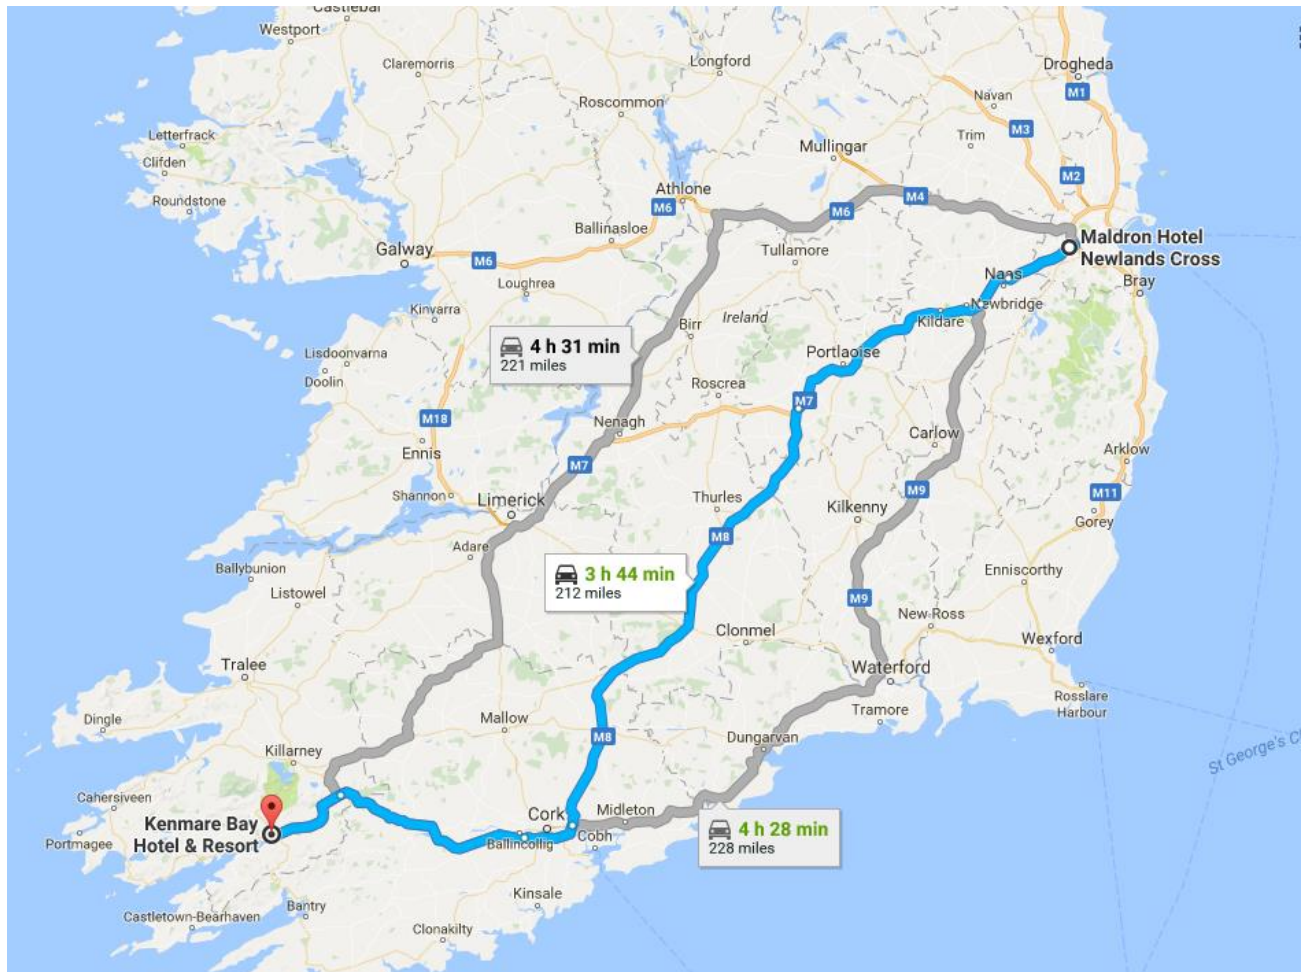 Castlebar
Westport
Claremorris
Longford
Drogheda
M1
Roscommon
Navan
M3
Letterfrack
Trim
Mullingar
Clifden
M2
Athlone
Roundstone
M4
M6
M6
Ballinasloe
Maldron Hotel
Newlands Cross
Galway
Tullamore
M6
Naas
Loughrea
Bray
Kinvarra
Newbridge
Ireland
Kildare
Birr
4 h 31 min
221 miles
Lisdoonvarna
Portlaoise
Doolin
Roscrea
M7
M18
Nenagh
Carlow
Ennis
Arklow
M7
Shannon
M9
M11
Limerick
Thurles
Kilkenny
Gorey
M8
Adare
Ballybunion
3 h 44 min
212 miles
Enniscorthy
Listowel
M9
New Ross
Clonmel
Wexford
Tralee
Waterford
Rosslare
Harbour
Dingle
Mallow
Tramore
M8
Dungarvan
Killarney
St George's
Cahersiveen
Midleton
Cork
Kenmare Bay
Hotel & Resort
4 h 28 min
228 miles
Portmagee
Ballincollig
Cobh
Kinsale
Bantry
Castletown-Bearhaven
Clonakilty